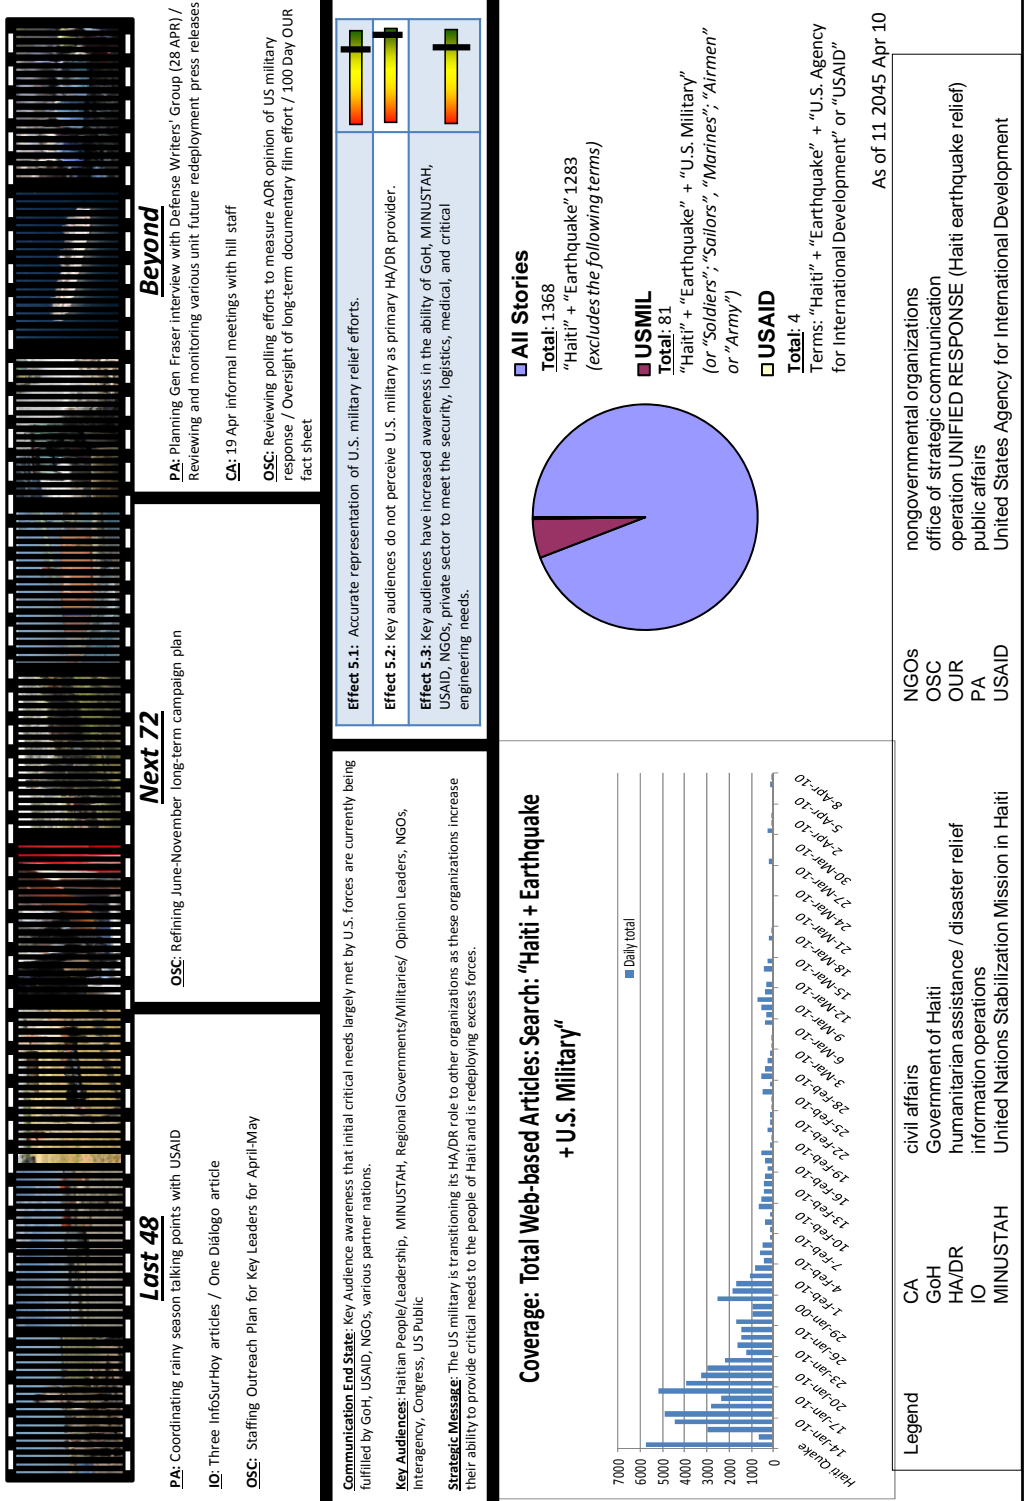 Last 48
PA: Coordinating rainy season talking points with USAID
IO: Three InfoSurHoy articles / One Diálogo article
OSC: Staffing Outreach Plan for Key Leaders for April-May
Next 72
OSC: Refining June-November long-term campaign plan
Beyond
PA: Planning Gen Fraser interview with Defense Writers' Group (28 APR) /
Reviewing and monitoring various unit future redeployment press releases
CA: 19 Apr informal meetings with hill staff
OSC: Reviewing polling efforts to measure AOR opinion of US military
response / Oversight of long-term documentary film effort / 100 Day OUR
fact sheet
Communication End State: Key Audience awareness that initial critical needs largely met by U.S. forces are currently being
fulfilled by GoH, USAID, NGOs, various partner nations.
Key Audiences: Haitian People/Leadership, MINUSTAH, Regional Governments/Militaries/ Opinion Leaders, NGOs,
Interagency, Congress, US Public
Strategic Message: The US military is transitioning its HA/DR role to other organizations as these organizations increase
their ability to provide critical needs to the people of Haiti and is redeploying excess forces.
Effect 5.1: Accurate representation of U.S. military relief efforts.
Effect 5.2: Key audiences do not perceive U.S. military as primary HA/DR provider.
Effect 5.3: Key audiences have increased awareness in the ability of GoH, MINUSTAH,
USAID, NGOs, private sector to meet the security, logistics, medical, and critical
engineering needs.
Coverage: Total Web-based Articles: Search: "Haiti + Earthquake
+ U.S. Military"
Daily total
7000
6000
5000
4000
3000
2000
1000
0
Haiti Quake
14-Jan-10
17-Jan-10
20-Jan-10
23-Jan-10
26-Jan-10
29-Jan-00
1-Feb-10
4-Feb-10
7-Feb-10
10-Feb-10
13-Feb-10
16-Feb-10
19-Feb-10
22-Feb-10
25-Feb-10
28-Feb-10
3-Mar-10
6-Mar-10
9-Mar-10
12-Mar-10
15-Mar-10
18-Mar-10
21-Mar-10
24-Mar-10
27-Mar-10
30-Mar-10
2-Apr-10
5-Apr-10
8-Apr-10
All Stories
Total: 1368
"Haiti" + "Earthquake" 1283
(excludes the following terms)
USMIL
Total: 81
"Haiti" + "Earthquake" + "U.S. Military"
(or "Soldiers"; "Sailors", "Marines"; "Airmen"
or "Army")
USAID
Total: 4
Terms: "Haiti" + "Earthquake" + "U.S. Agency
for International Development" or "USAID"
As of 11 2045 Apr 10
Legend
CA civil affairs
GoH Government of Haiti
HA/DR humanitarian assistance / disaster relief
IO information operations
MINUSTAH United Nations Stabilization Mission in Haiti
NGOs nongovernmental organizations
OSC office of strategic communication
OUR operation UNIFIED RESPONSE (Haiti earthquake relief)
PA public affairs
USAID United States Agency for International Development